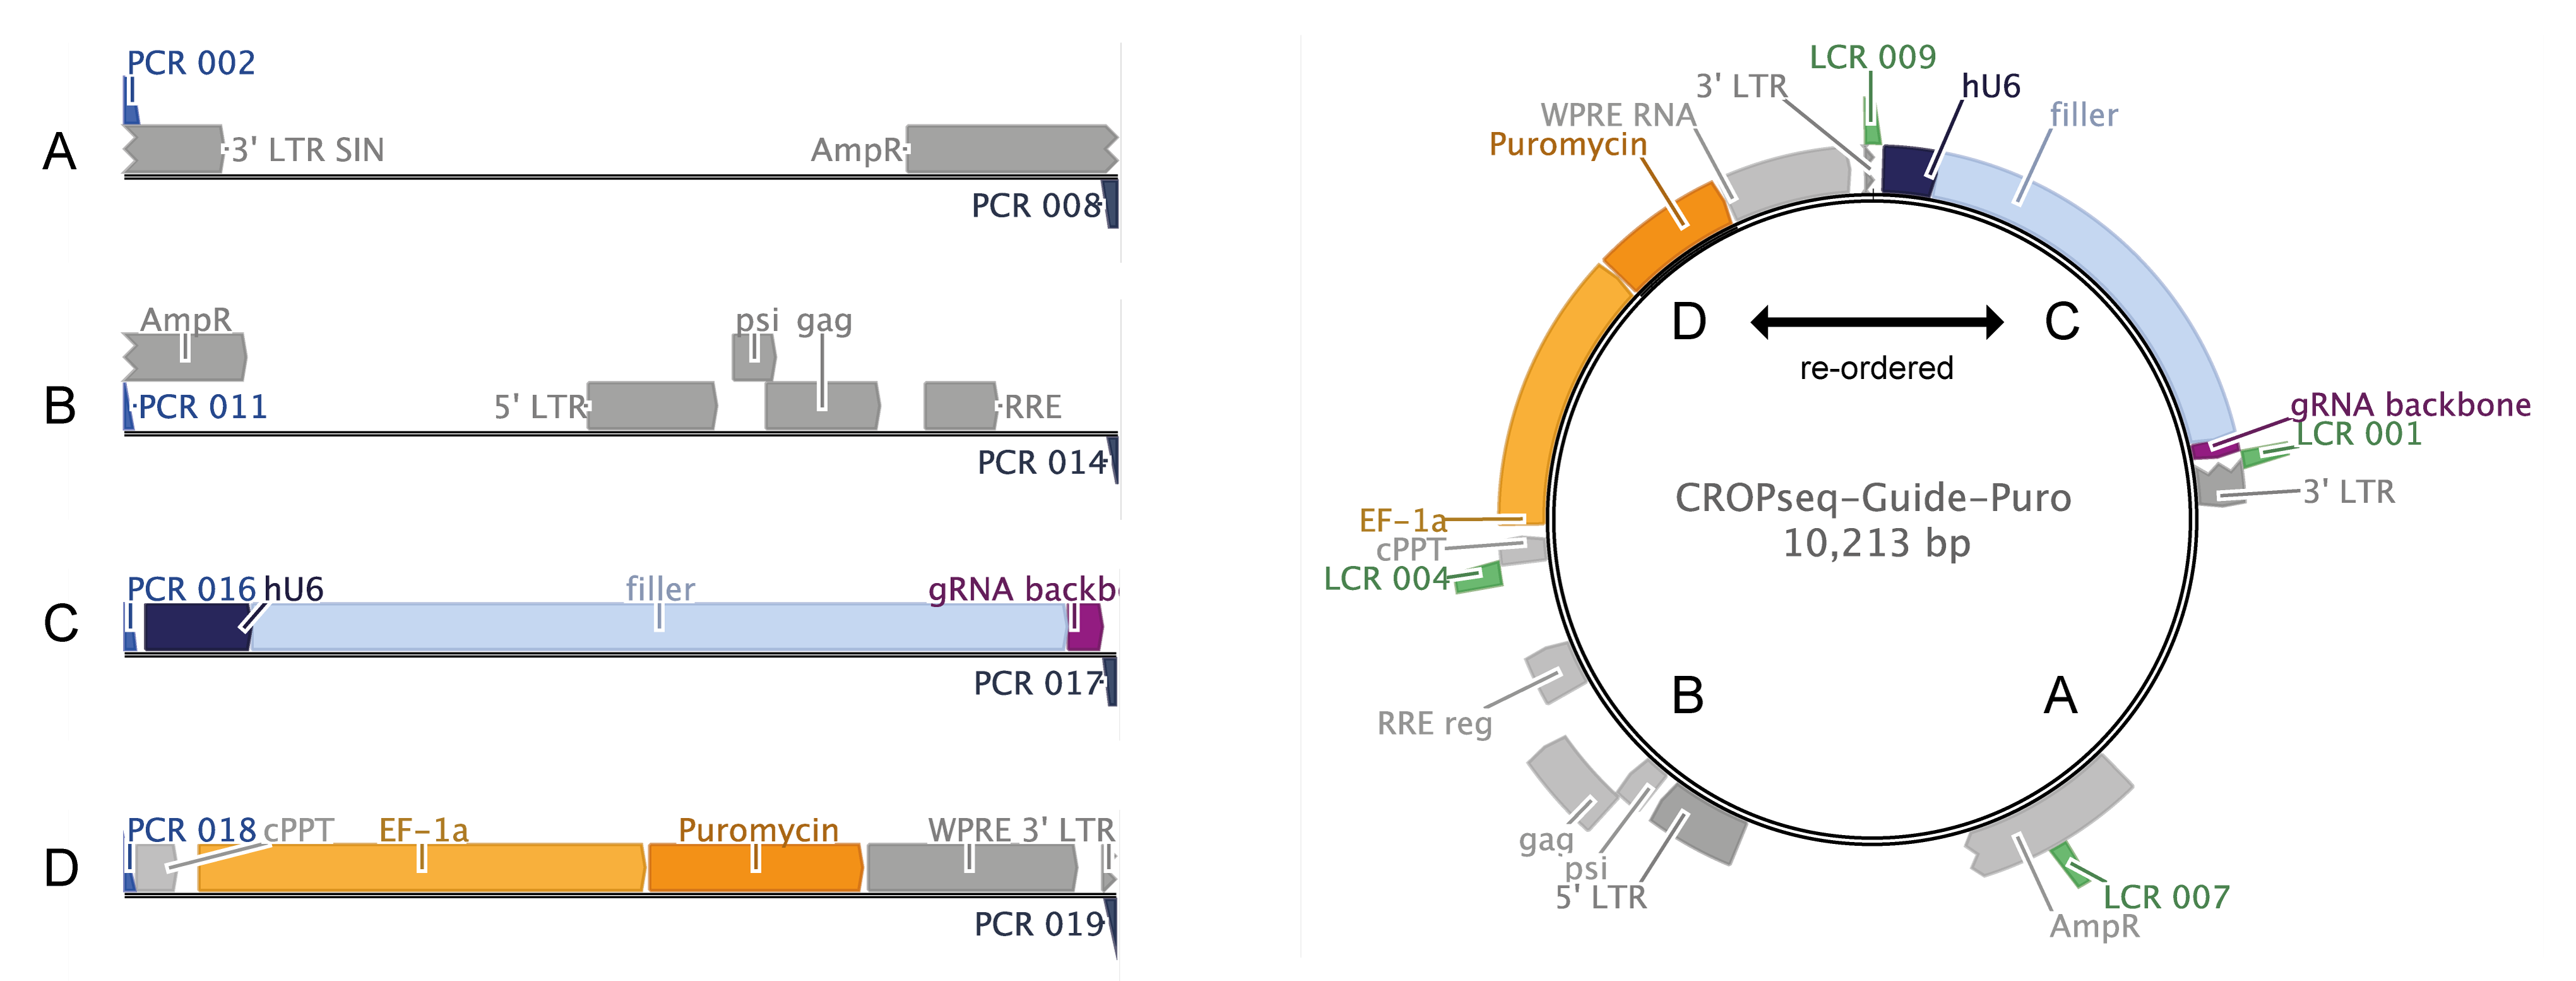 A
PCR 002
3' LTR SIN
AmpR
PCR 008
B
AmpR
psi
gag
PCR 011
5' LTR
RRE
PCR 014
C
PCR 016
hU6
filler
gRNA backb
PCR 017
D
PCR 018
cPPT
EF-1a
Puromycin
WPRE
3' LTR
PCR 019
LCR 009
3' LTR
hU6
WPRE RNA
filler
Puromycin
D
C
re-ordered
gRNA backbone
LCR 001
3' LTR
CROPseq-Guide-Puro
10,213 bp
EF-1a
cPPT
LCR 004
B
A
RRE reg
gag
psi
5' LTR
LCR 007
AmpR